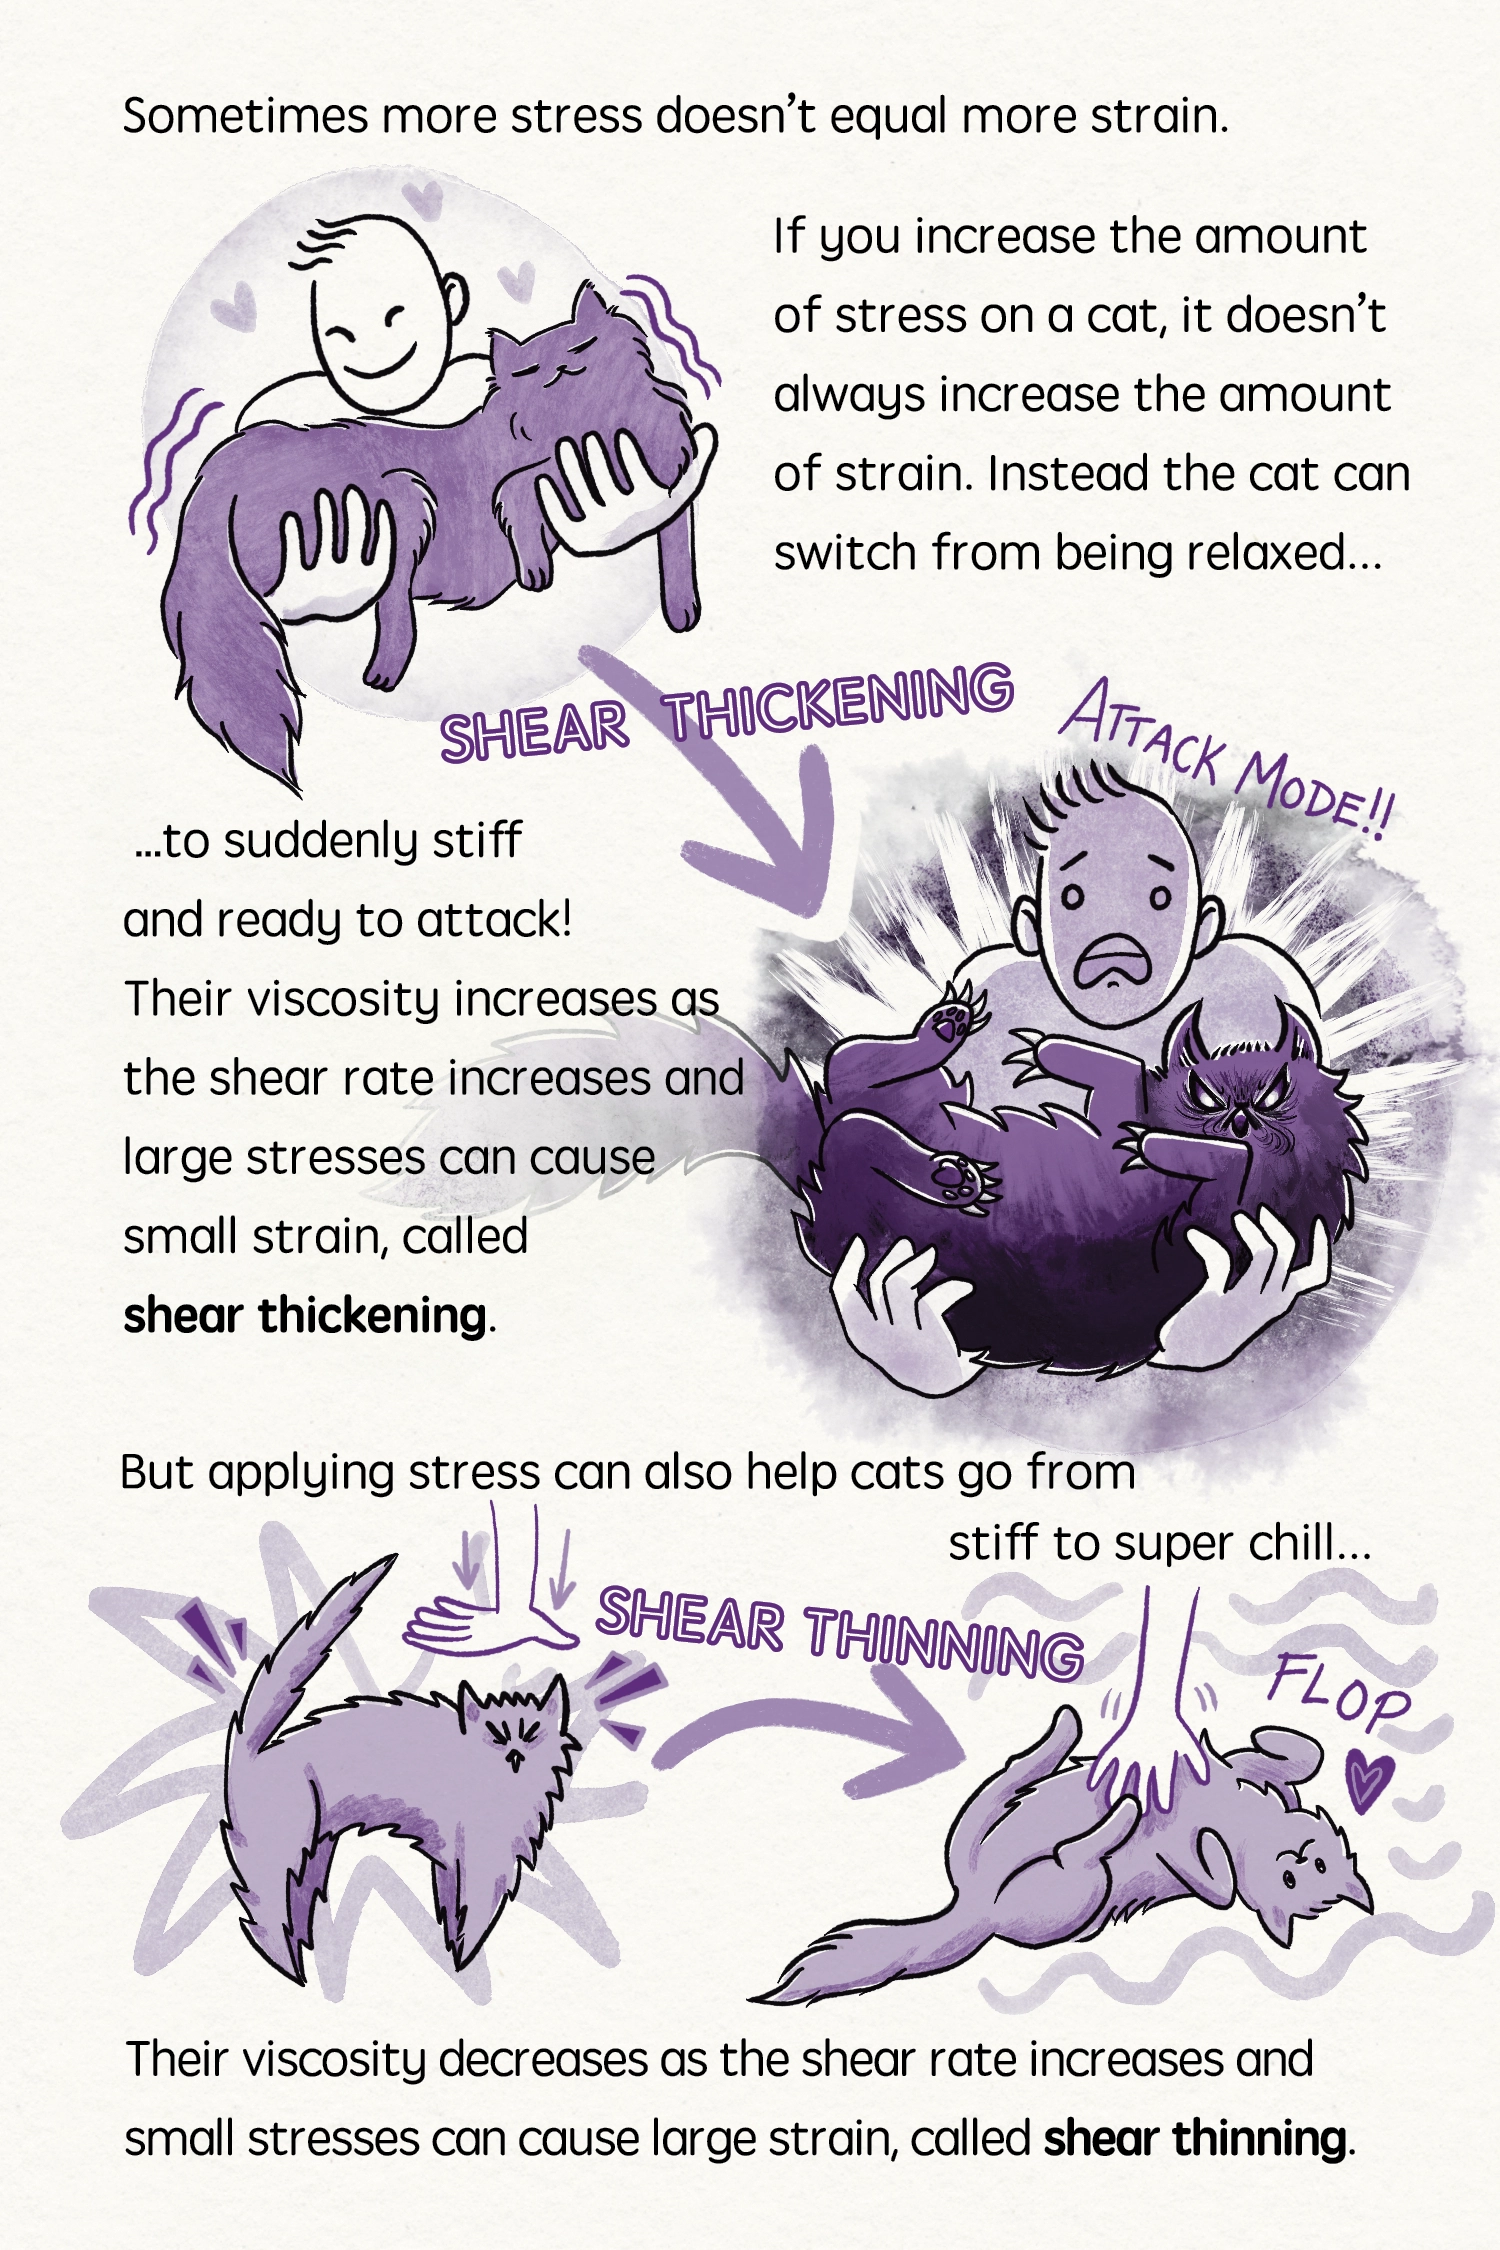 Sometimes more stress doesn’t equal more strain.
If you increase the amount
of stress on a cat, it doesn’t
always increase the amount
of strain. Instead the cat can
switch from being relaxed...
SHEAR THICKENING
ATTACK MODE!!
...to suddenly stiff
and ready to attack!
Their viscosity increases as
the shear rate increases and
large stresses can cause
small strain, called
shear thickening.
But applying stress can also help cats go from
stiff to super chill...
SHEAR THINNING
FLOP
Their viscosity decreases as the shear rate increases and
small stresses can cause large strain, called shear thinning.